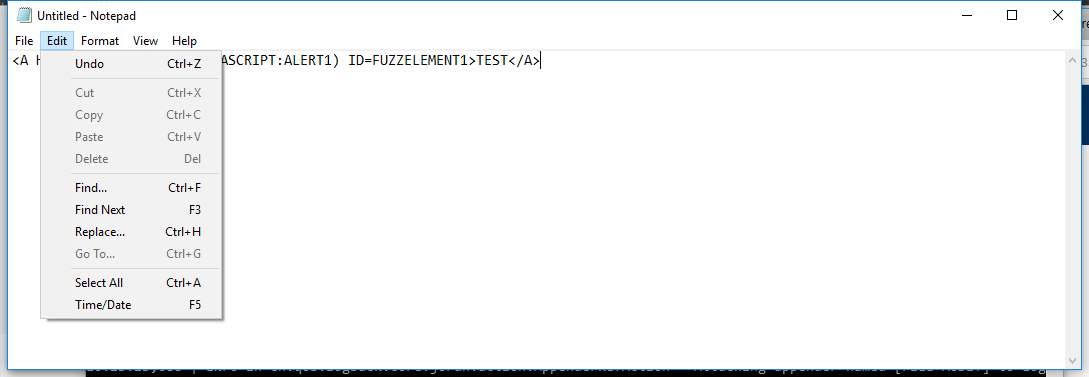 Untitled - Notepad
File Edit Format View Help
<A H ASCRIPT:ALERT1) ID=FUZZELEMENT1>TEST</A>
Undo Ctrl+Z
Cut Ctrl+X
Copy Ctrl+C
Paste Ctrl+V
Delete Del
Find... Ctrl+F
Find Next F3
Replace... Ctrl+H
Go To... Ctrl+G
Select All Ctrl+A
Time/Date F5